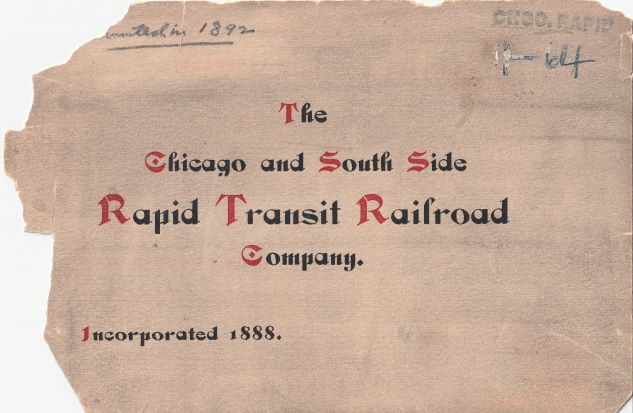 in 1892
CHGO. RAPID
The
Chicago and South Side
Rapid Transit Railroad
Company.
Incorporated 1888.